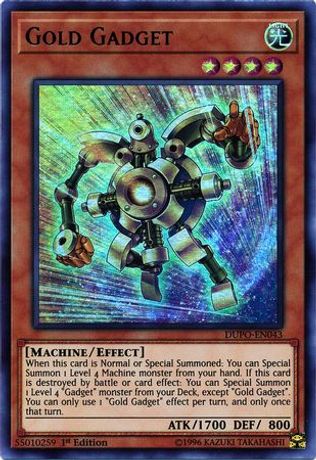 GOLD GADGET
LIGHT
光
DUPO-EN043
[MACHINE/EFFECT]
When this card is Normal or Special Summoned: You can Special
Summon 1 Level 4 Machine monster from your hand. If this card
is destroyed by battle or card effect: You can Special Summon
1 Level 4 "Gadget" monster from your Deck, except "Gold Gadget".
You can only use 1 "Gold Gadget" effect per turn, and only once
that turn.
ATK/1700 DEF/ 800
55010259 1st Edition ©1996 KAZUKI TAKAHASHI